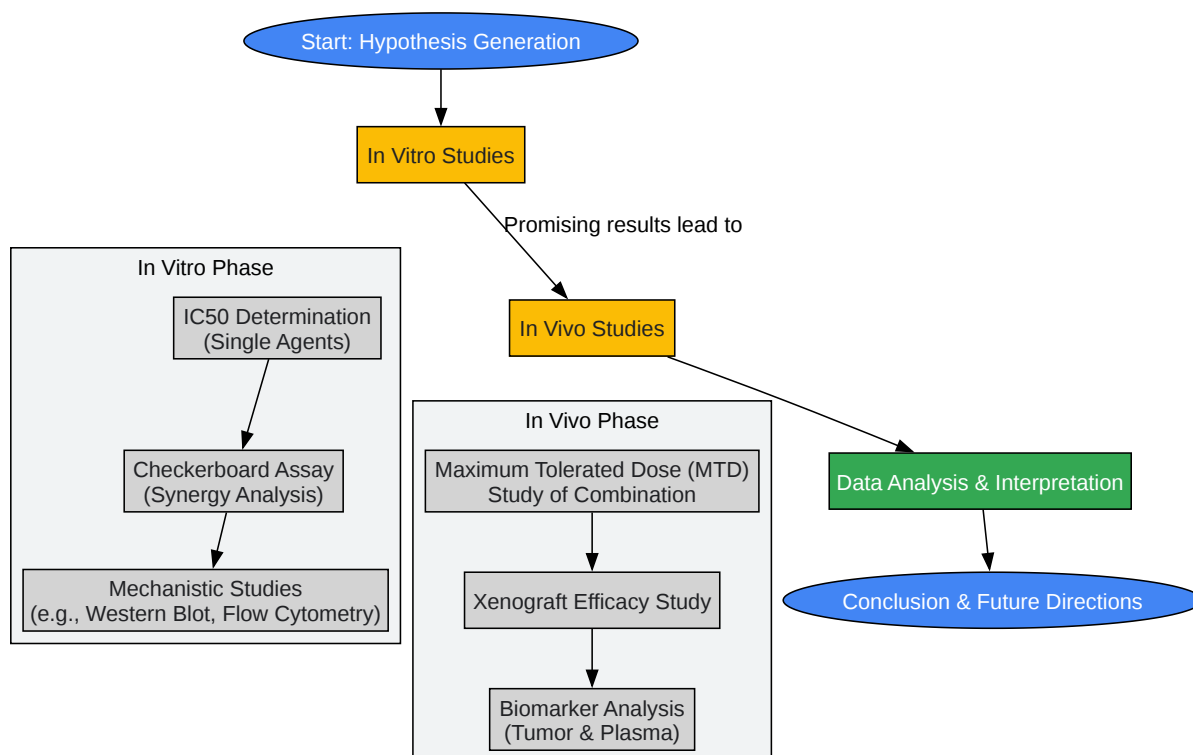 Start: Hypothesis Generation
In Vitro Studies
Promising results lead to
In Vitro Phase
IC50 Determination
(Single Agents)
Checkerboard Assay
(Synergy Analysis)
Mechanistic Studies
(e.g., Western Blot, Flow Cytometry)
In Vivo Studies
In Vivo Phase
Maximum Tolerated Dose (MTD)
Study of Combination
Xenograft Efficacy Study
Biomarker Analysis
(Tumor & Plasma)
Data Analysis & Interpretation
Conclusion & Future Directions